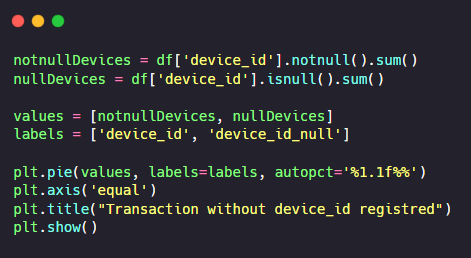 notnullDevices = df['device_id'].notnull().sum()
nullDevices = df['device_id'].isnull().sum()
values = [notnullDevices, nullDevices]
labels = ['device_id', 'device_id_null']
plt.pie(values, labels=labels, autopct='%1.1f%%')
plt.axis('equal')
plt.title("Transaction without device_id registred")
plt.show()